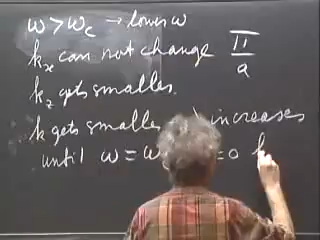 ω > ω_c → lower ω
k_x can not change π/a
k_z gets smaller.
k gets smaller increases
until ω = ω = 0 k